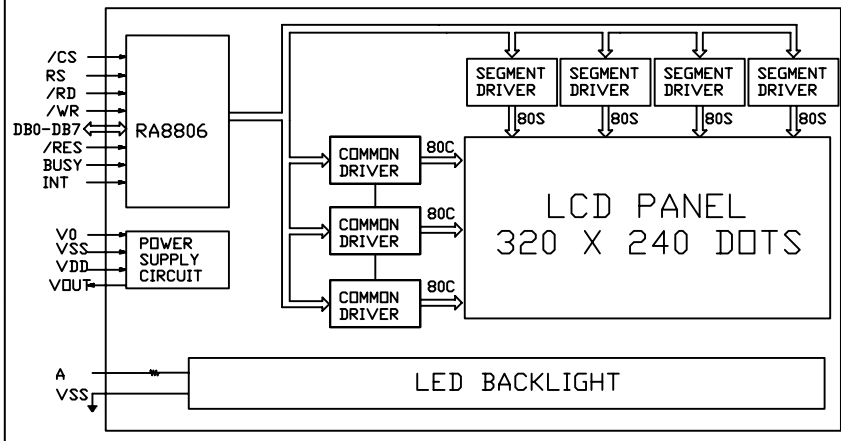 /CS
RS
/RD
/WR
DB0-DB7
/RES
BUSY
INT
RA8806
V0
VSS
VDD
VOUT
POWER
SUPPLY
CIRCUIT
SEGMENT
DRIVER
SEGMENT
DRIVER
SEGMENT
DRIVER
SEGMENT
DRIVER
80S
80S
80S
80S
COMMON
DRIVER
80C
COMMON
DRIVER
80C
COMMON
DRIVER
80C
LCD PANEL
320 X 240 DOTS
A
VSS
LED BACKLIGHT